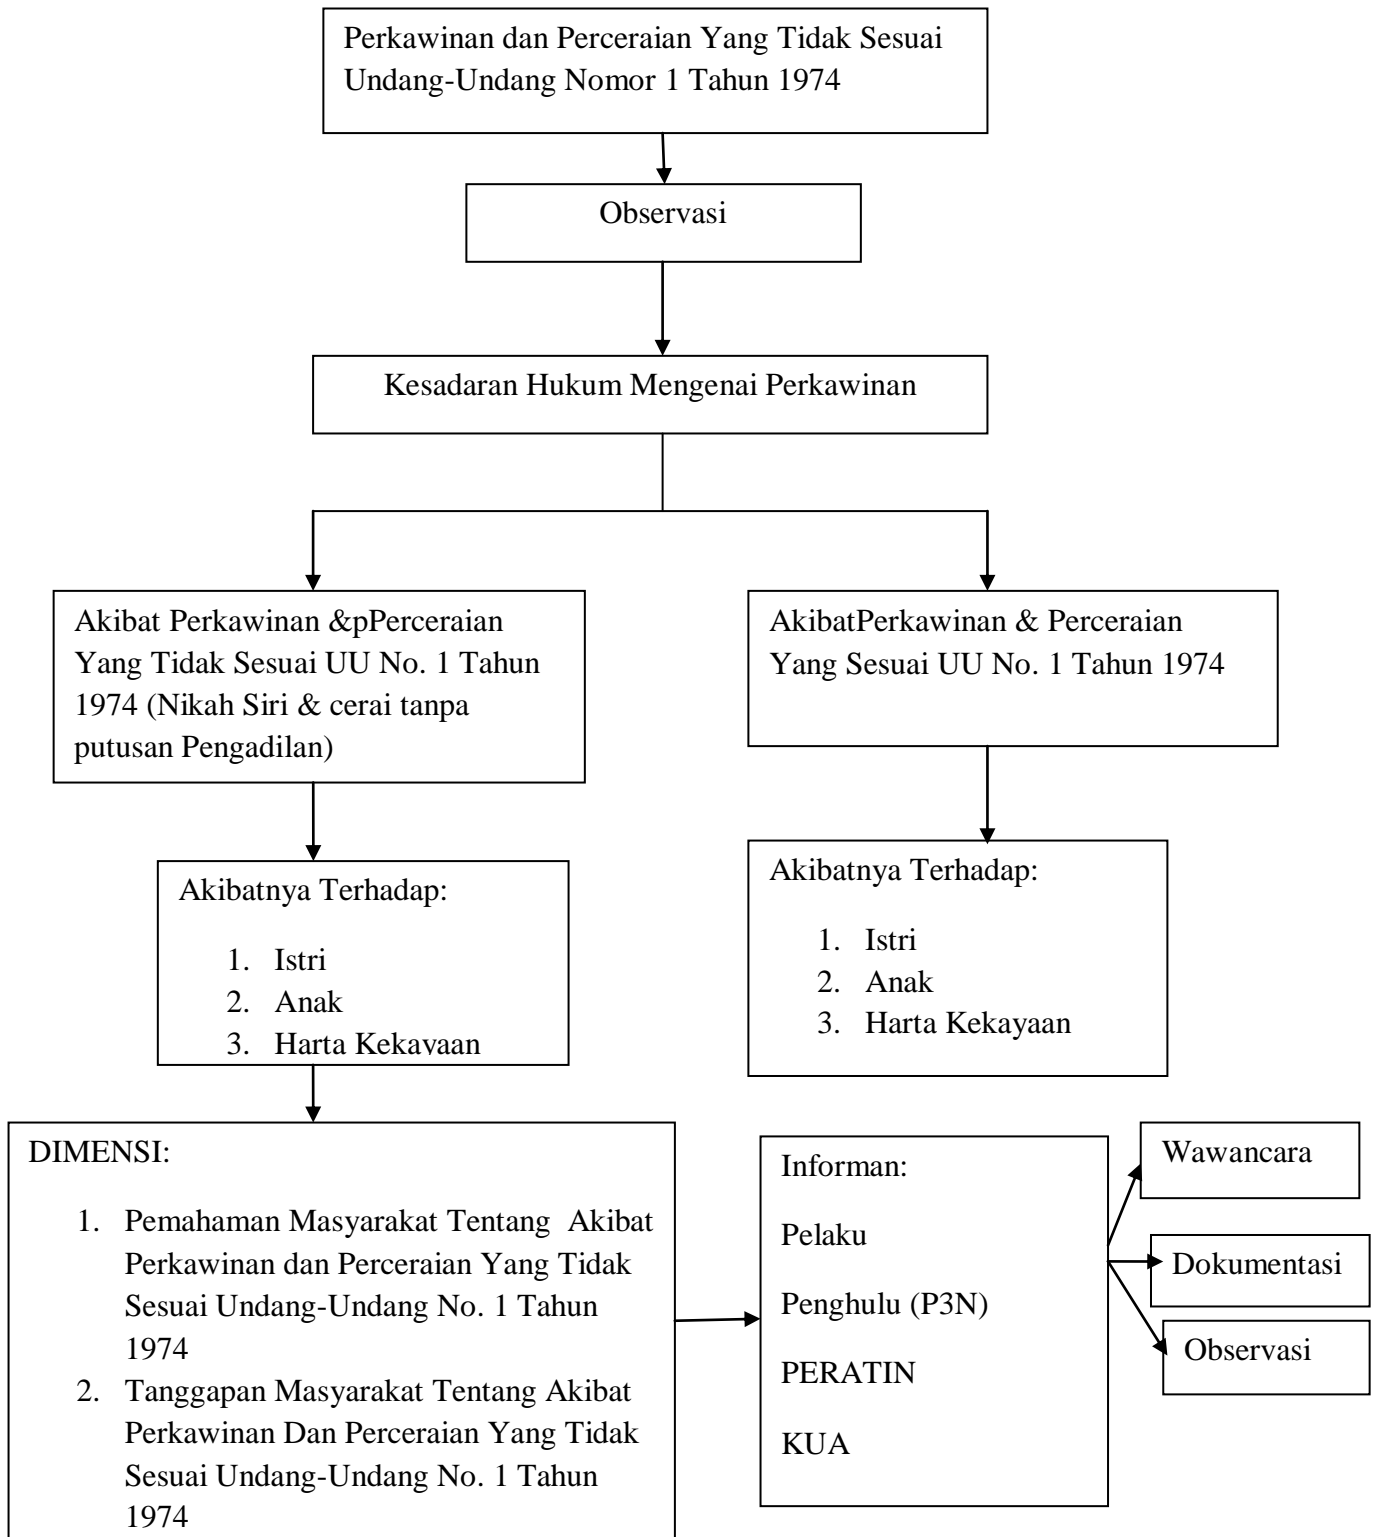 Perkawinan dan Perceraian Yang Tidak Sesuai
Undang-Undang Nomor 1 Tahun 1974
Observasi
Kesadaran Hukum Mengenai Perkawinan
Akibat Perkawinan &pPerceraian
Yang Tidak Sesuai UU No. 1 Tahun
1974 (Nikah Siri & cerai tanpa
putusan Pengadilan)
AkibatPerkawinan & Perceraian
Yang Sesuai UU No. 1 Tahun 1974
Akibatnya Terhadap:
1. Istri
2. Anak
3. Harta Kekayaan
Akibatnya Terhadap:
1. Istri
2. Anak
3. Harta Kekayaan
DIMENSI:
1. Pemahaman Masyarakat Tentang Akibat
Perkawinan dan Perceraian Yang Tidak
Sesuai Undang-Undang No. 1 Tahun
1974
2. Tanggapan Masyarakat Tentang Akibat
Perkawinan Dan Perceraian Yang Tidak
Sesuai Undang-Undang No. 1 Tahun
1974
Informan:
Pelaku
Penghulu (P3N)
PERATIN
KUA
Wawancara
Dokumentasi
Observasi